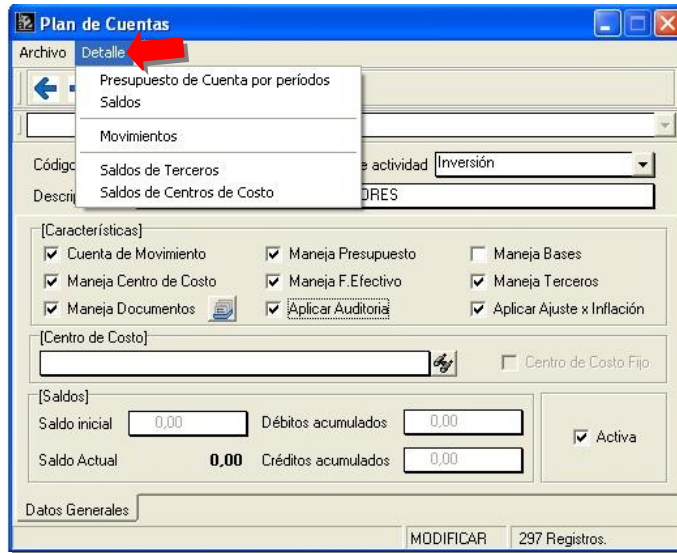 Plan de Cuentas
Archivo Detalle
Presupuesto de Cuenta por períodos
Saldos
Movimientos
Saldos de Terceros
Saldos de Centros de Costo
actividad Inversión
[Características]
Cuenta de Movimiento Maneja Presupuesto Maneja Bases
Maneja Centro de Costo Maneja F.Efectivo Maneja Terceros
Maneja Documentos Aplicar Auditoria Aplicar Ajuste x Inflación
[Centro de Costo]
Centro de Costo Fijo
[Saldos]
Saldo inicial 0,00 Débitos acumulados 0,00
Activa
Saldo Actual 0,00 Créditos acumulados 0,00
Datos Generales
MODIFICAR 297 Registros.